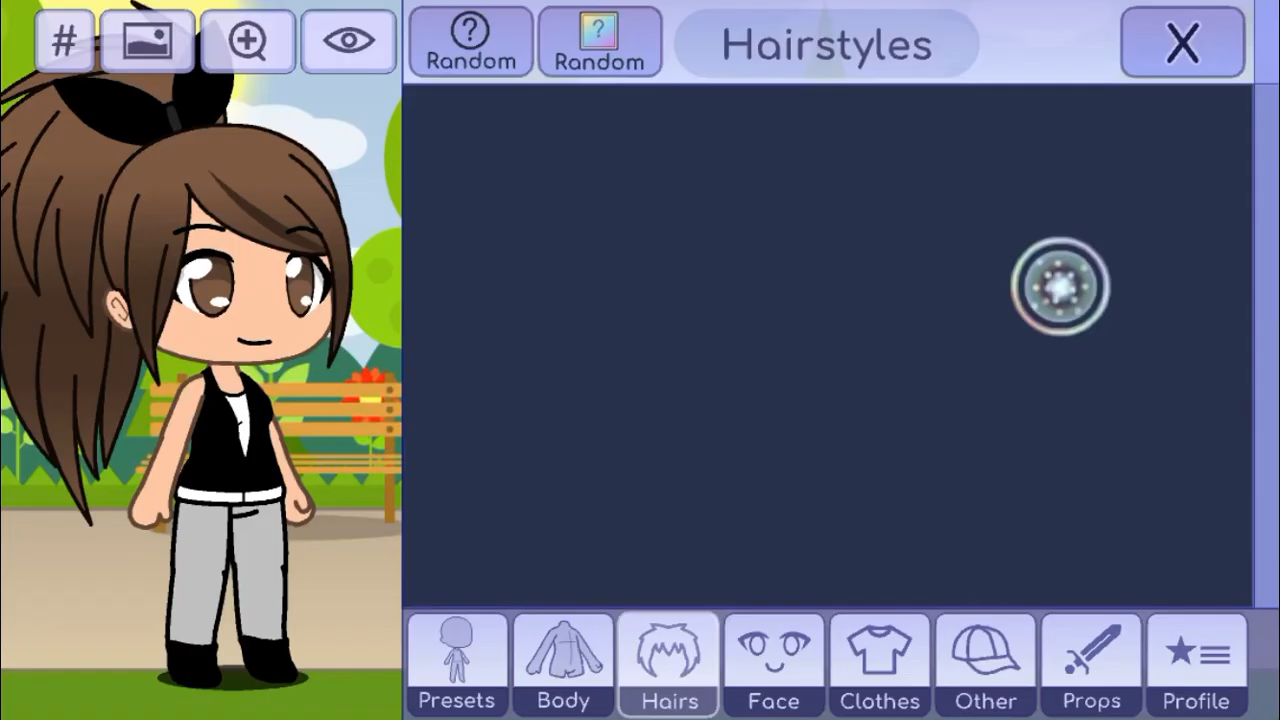 #
? Random
? Random
Hairstyles
X
Presets
Body
Hairs
Face
Clothes
Other
Props
Profile